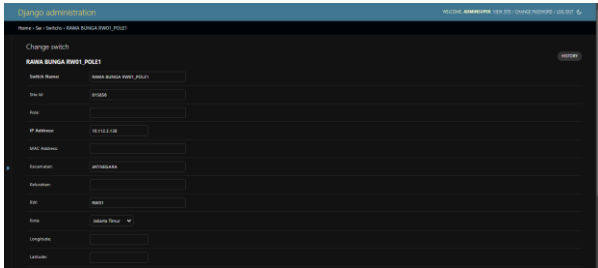 Django administration
WELCOME, ADMINSUPER. VIEW SITE / CHANGE PASSWORD / LOG OUT
Home › Sw › Switchs › RAWA BUNGA RW01_POLE1
Change switch
RAWA BUNGA RW01_POLE1
HISTORY
Switch Name: RAWA BUNGA RW01_POLE1
Site Id:
Pole:
IP Address: 10.112.3.138
MAC Address:
Kecamatan: JATINEGARA
Kelurahan:
RW: RW01
Kota: Jakarta Timur
Longitude:
Latitude: